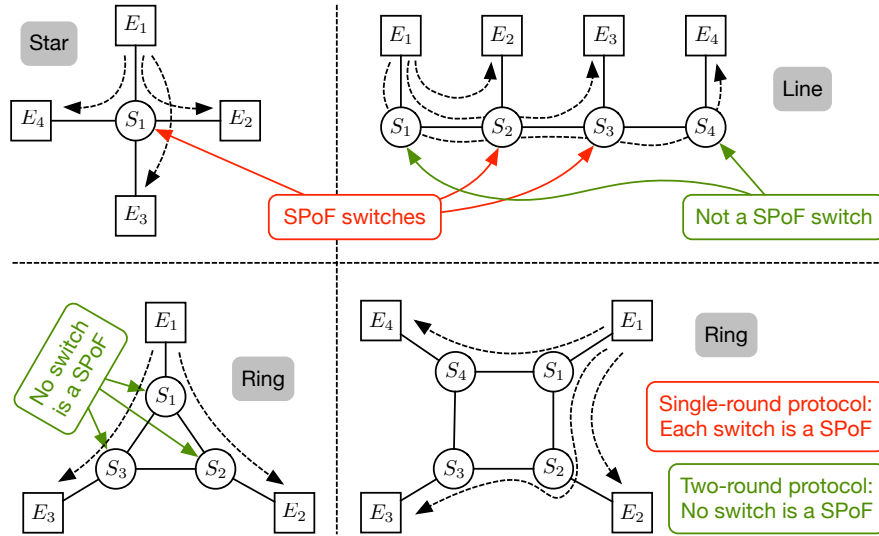 Star
E1
E4
S1
E2
E3
E1
E2
E3
E4
Line
S1
S2
S3
S4
SPoF switches
Not a SPoF switch
E1
No switch
is a SPoF
Ring
S1
S3
S2
E3
E2
E4
E1
Ring
S4
S1
Single-round protocol:
Each switch is a SPoF
S3
S2
Two-round protocol:
No switch is a SPoF
E3
E2